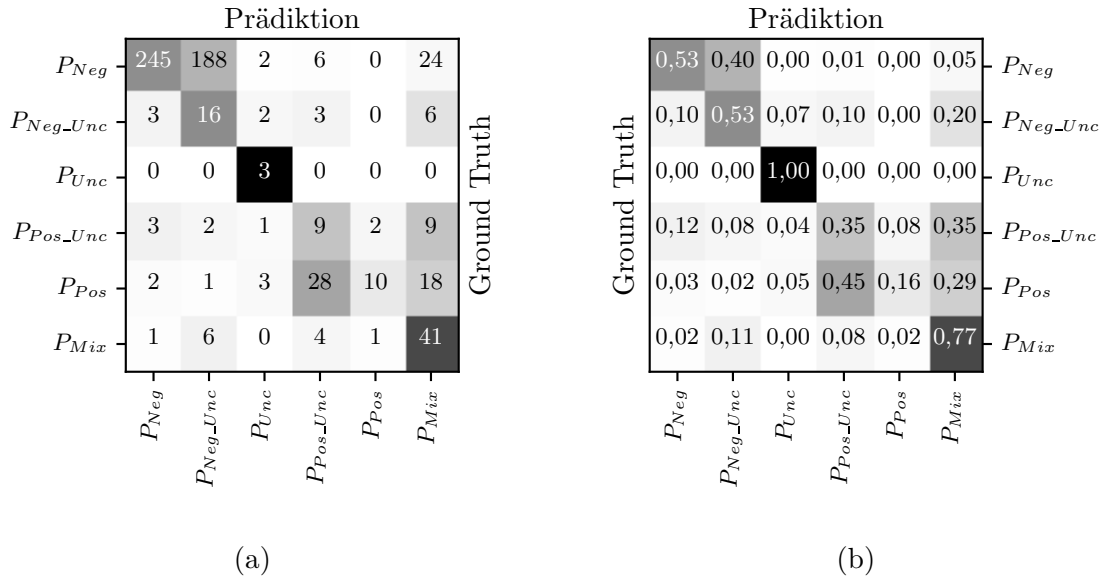 Prädiktion Prädiktion
P_Neg 245 188 2 6 0 24 0,53 0,40 0,00 0,01 0,00 0,05 P_Neg
P_Neg_Unc 3 16 2 3 0 6 0,10 0,53 0,07 0,10 0,00 0,20 P_Neg_Unc
P_Unc 0 0 3 0 0 0 0,00 0,00 1,00 0,00 0,00 0,00 P_Unc
P_Pos_Unc 3 2 1 9 2 9 0,12 0,08 0,04 0,35 0,08 0,35 P_Pos_Unc
P_Pos 2 1 3 28 10 18 0,03 0,02 0,05 0,45 0,16 0,29 P_Pos
P_Mix 1 6 0 4 1 41 0,02 0,11 0,00 0,08 0,02 0,77 P_Mix
Ground Truth Ground Truth
P_Neg P_Neg_Unc P_Unc P_Pos_Unc P_Pos P_Mix P_Neg P_Neg_Unc P_Unc P_Pos_Unc P_Pos P_Mix
(a) (b)